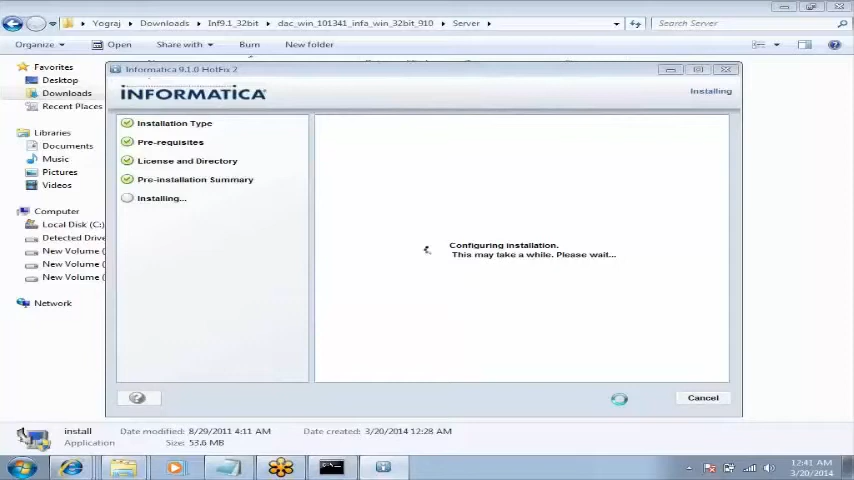 Yograj
Downloads
Inf9.1_32bit
dac_win_101341_infa_win_32bit_910
Server
Search Server
Organize
Open
Share with
Burn
New folder
Favorites
Desktop
Downloads
Recent Places
Libraries
Documents
Music
Pictures
Videos
Computer
Local Disk (C:)
Detected Drive
New Volume (
New Volume (
New Volume (
Network
Informatica 9.1.0 HotFix 2
INFORMATICA
Installing
Installation Type
Pre-requisites
License and Directory
Pre-installation Summary
Installing...
Configuring installation.
This may take a while. Please wait...
?
Cancel
install
Date modified: 8/29/2011 4:11 AM
Date created: 3/20/2014 12:28 AM
Application
Size: 53.6 MB
12:41 AM
3/20/2014